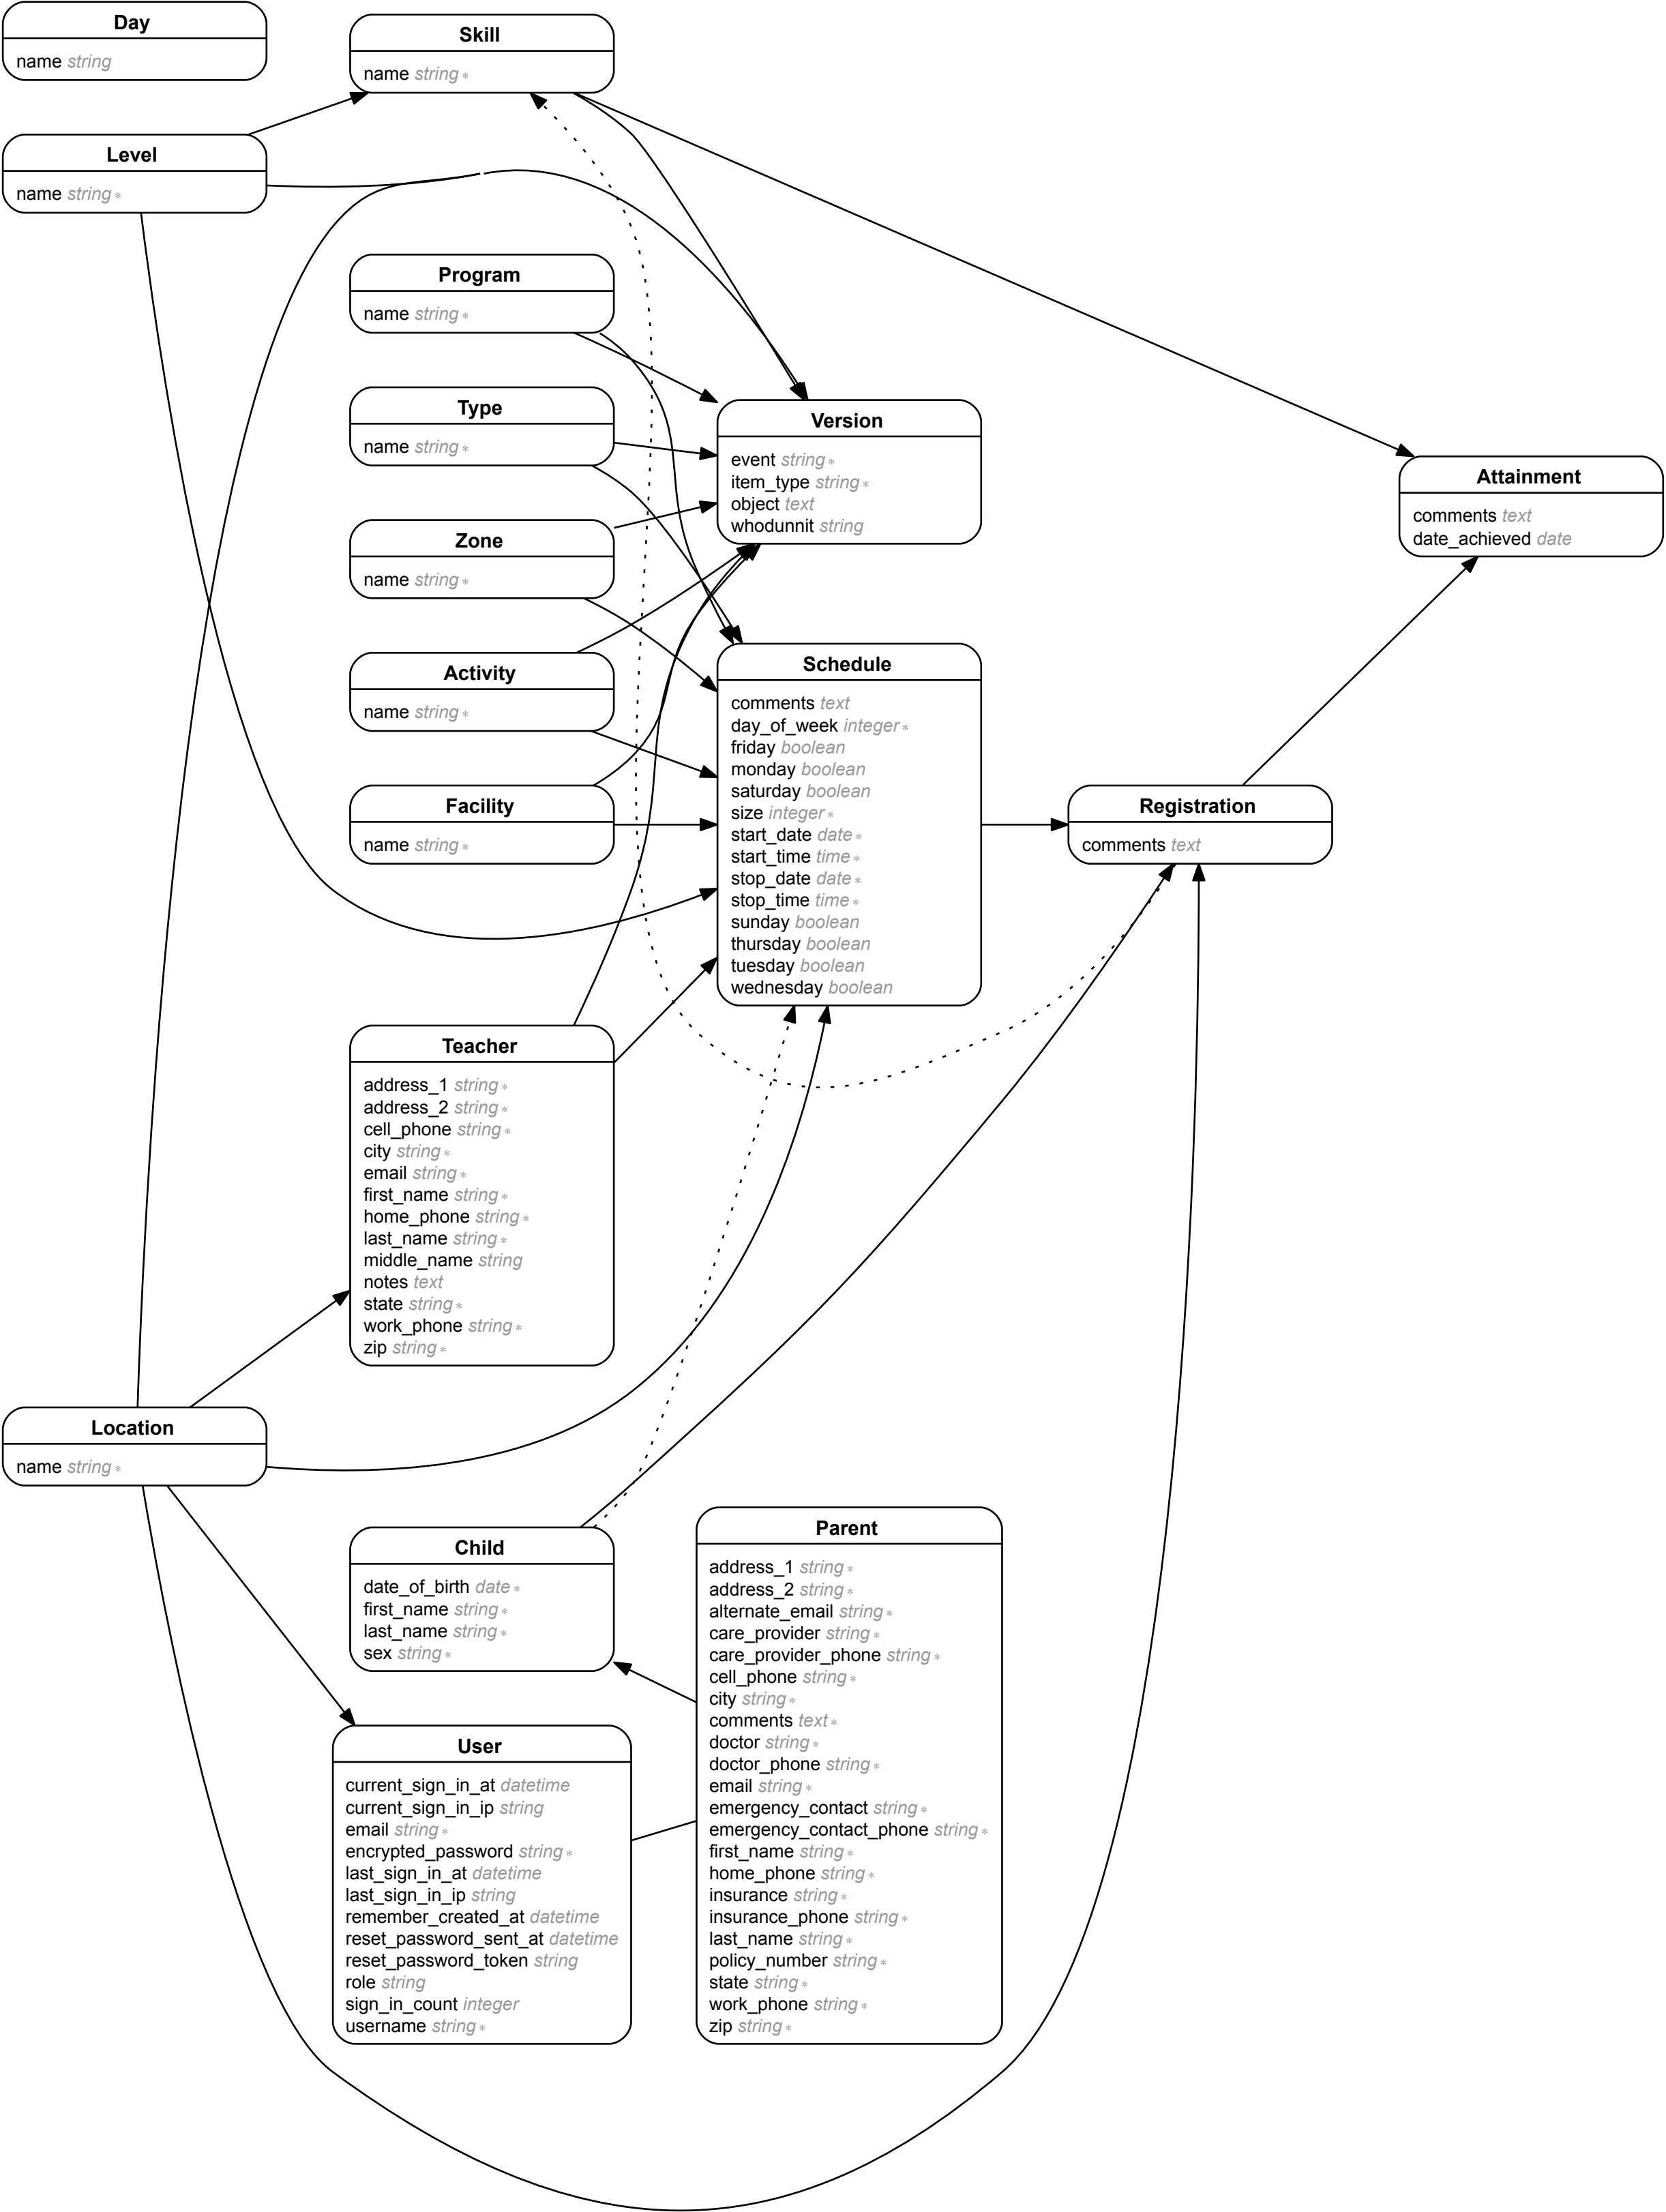 Day
name string
Skill
name string *
Level
name string *
Program
name string *
Type
name string *
Version
event string *
item_type string *
object text
whodunnit string
Attainment
comments text
date_achieved date
Zone
name string *
Activity
name string *
Schedule
comments text
day_of_week integer *
friday boolean
monday boolean
saturday boolean
size integer *
start_date date *
start_time time *
stop_date date *
stop_time time *
sunday boolean
thursday boolean
tuesday boolean
wednesday boolean
Facility
name string *
Registration
comments text
Teacher
address_1 string *
address_2 string *
cell_phone string *
city string *
email string *
first_name string *
home_phone string *
last_name string *
middle_name string
notes text
state string *
work_phone string *
zip string *
Location
name string *
Child
date_of_birth date *
first_name string *
last_name string *
sex string *
Parent
address_1 string *
address_2 string *
alternate_email string *
care_provider string *
care_provider_phone string *
cell_phone string *
city string *
comments text *
doctor string *
doctor_phone string *
email string *
emergency_contact string *
emergency_contact_phone string *
first_name string *
home_phone string *
insurance string *
insurance_phone string *
last_name string *
policy_number string *
state string *
work_phone string *
zip string *
User
current_sign_in_at datetime
current_sign_in_ip string
email string *
encrypted_password string *
last_sign_in_at datetime
last_sign_in_ip string
remember_created_at datetime
reset_password_sent_at datetime
reset_password_token string
role string
sign_in_count integer
username string *